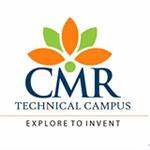 CMR
TECHNICAL CAMPUS
EXPLORE TO INVENT